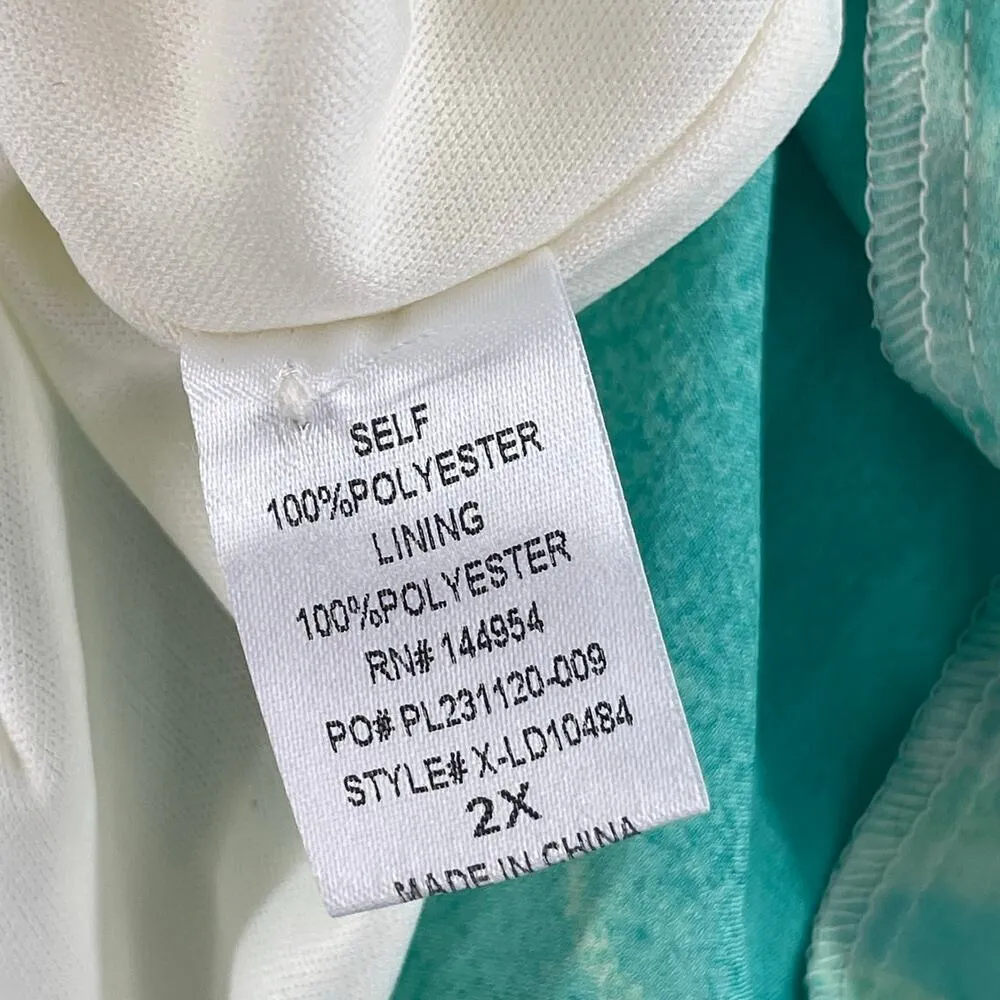 SELF
100%POLYESTER
LINING
100%POLYESTER
RN# 144954
PO# PL231120-009
STYLE# X-LD10484
2X
MADE IN CHINA